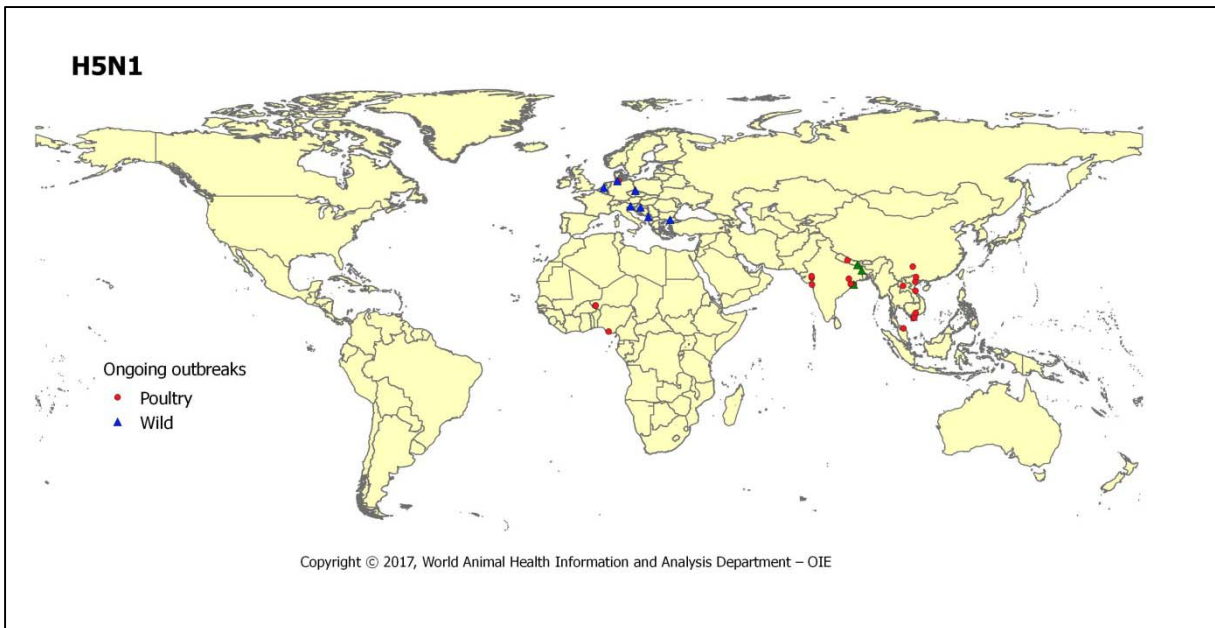 H5N1
Ongoing outbreaks
Poultry
Wild
Copyright © 2017, World Animal Health Information and Analysis Department – OIE